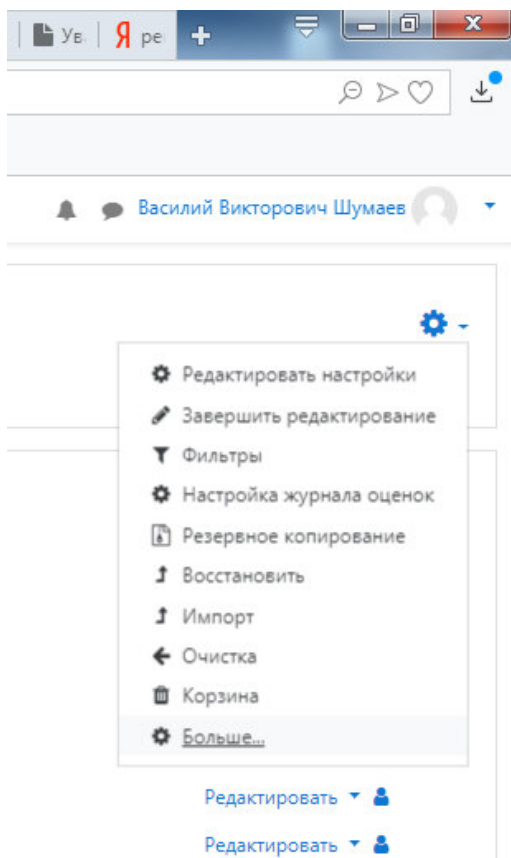 Ув Я ре
Василий Викторович Шумаев
Редактировать настройки
Завершить редактирование
Фильтры
Настройка журнала оценок
Резервное копирование
Восстановить
Импорт
Очистка
Корзина
Больше...
Редактировать
Редактировать